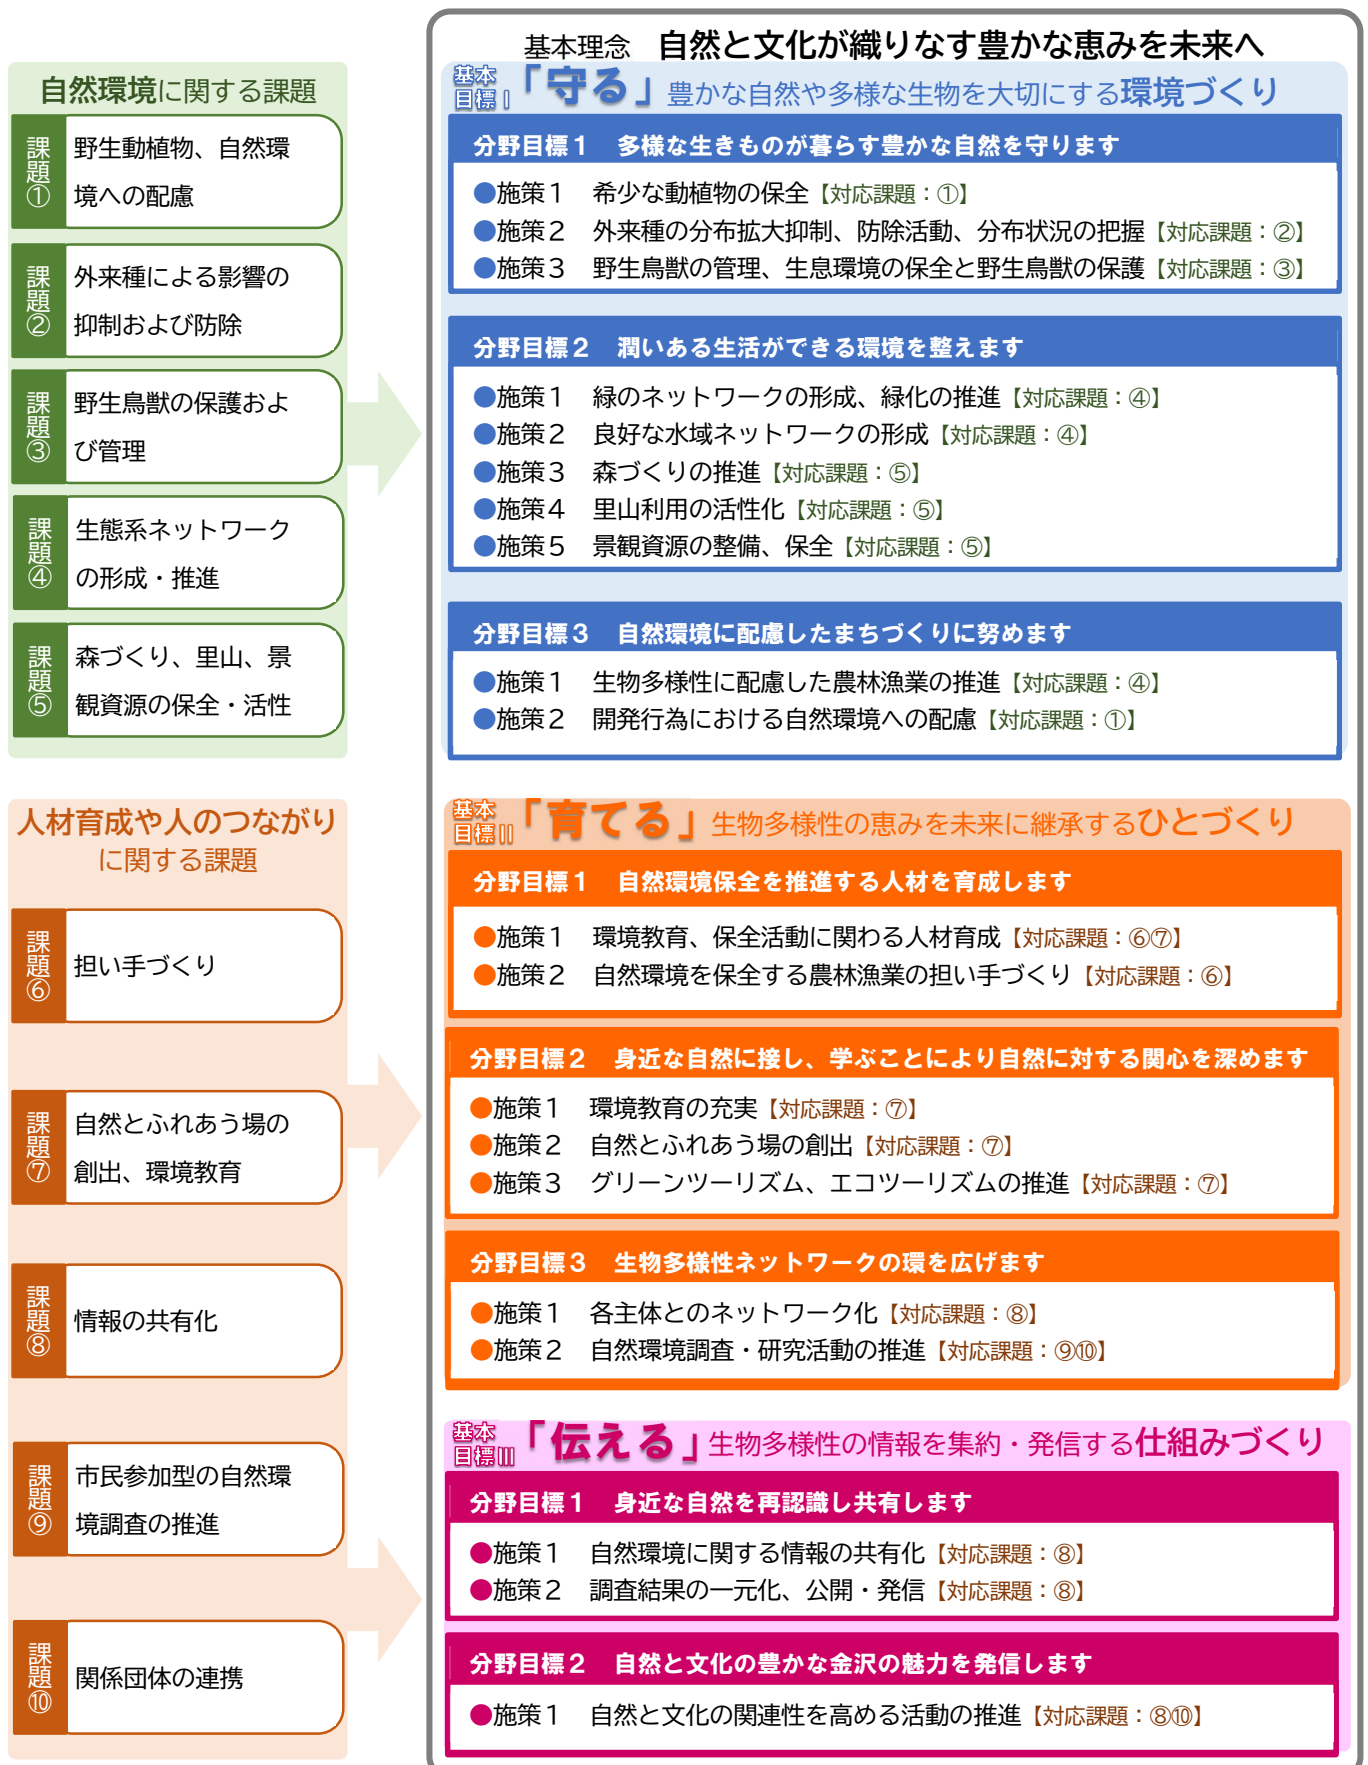 自然環境に関する課題
課題①
野生動植物、自然環
境への配慮
課題②
外来種による影響の
抑制および防除
課題③
野生鳥獣の保護およ
び管理
課題④
生態系ネットワーク
の形成・推進
課題⑤
森づくり、里山、景
観資源の保全・活性
人材育成や人のつながり
に関する課題
課題⑥
担い手づくり
課題⑦
自然とふれあう場の
創出、環境教育
課題⑧
情報の共有化
課題⑨
市民参加型の自然環
境調査の推進
課題⑩
関係団体の連携
基本理念　自然と文化が織りなす豊かな恵みを未来へ
基本目標Ⅰ「守る」豊かな自然や多様な生物を大切にする環境づくり
分野目標１　多様な生きものが暮らす豊かな自然を守ります
●施策１　希少な動植物の保全【対応課題：①】
●施策２　外来種の分布拡大抑制、防除活動、分布状況の把握【対応課題：②】
●施策３　野生鳥獣の管理、生息環境の保全と野生鳥獣の保護【対応課題：③】
分野目標２　潤いある生活ができる環境を整えます
●施策１　緑のネットワークの形成、緑化の推進【対応課題：④】
●施策２　良好な水域ネットワークの形成【対応課題：④】
●施策３　森づくりの推進【対応課題：⑤】
●施策４　里山利用の活性化【対応課題：⑤】
●施策５　景観資源の整備、保全【対応課題：⑤】
分野目標３　自然環境に配慮したまちづくりに努めます
●施策１　生物多様性に配慮した農林漁業の推進【対応課題：④】
●施策２　開発行為における自然環境への配慮【対応課題：①】
基本目標Ⅱ「育てる」生物多様性の恵みを未来に継承するひとづくり
分野目標１　自然環境保全を推進する人材を育成します
●施策１　環境教育、保全活動に関わる人材育成【対応課題：⑥⑦】
●施策２　自然環境を保全する農林漁業の担い手づくり【対応課題：⑥】
分野目標２　身近な自然に接し、学ぶことにより自然に対する関心を深めます
●施策１　環境教育の充実【対応課題：⑦】
●施策２　自然とふれあう場の創出【対応課題：⑦】
●施策３　グリーンツーリズム、エコツーリズムの推進【対応課題：⑦】
分野目標３　生物多様性ネットワークの環を広げます
●施策１　各主体とのネットワーク化【対応課題：⑧】
●施策２　自然環境調査・研究活動の推進【対応課題：⑨⑩】
基本目標Ⅲ「伝える」生物多様性の情報を集約・発信する仕組みづくり
分野目標１　身近な自然を再認識し共有します
●施策１　自然環境に関する情報の共有化【対応課題：⑧】
●施策２　調査結果の一元化、公開・発信【対応課題：⑧】
分野目標２　自然と文化の豊かな金沢の魅力を発信します
●施策１　自然と文化の関連性を高める活動の推進【対応課題：⑧⑩】